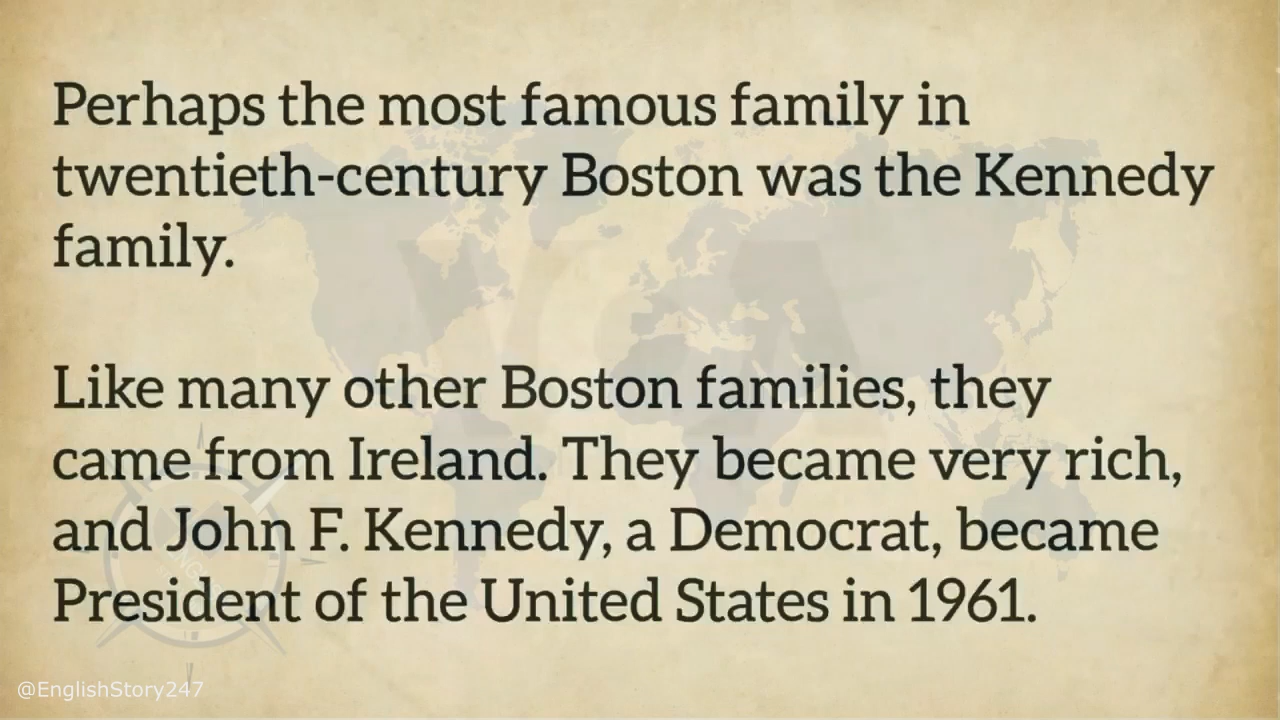 Perhaps the most famous family in
twentieth-century Boston was the Kennedy
family.
Like many other Boston families, they
came from Ireland. They became very rich,
and John F. Kennedy, a Democrat, became
President of the United States in 1961.
@EnglishStory247